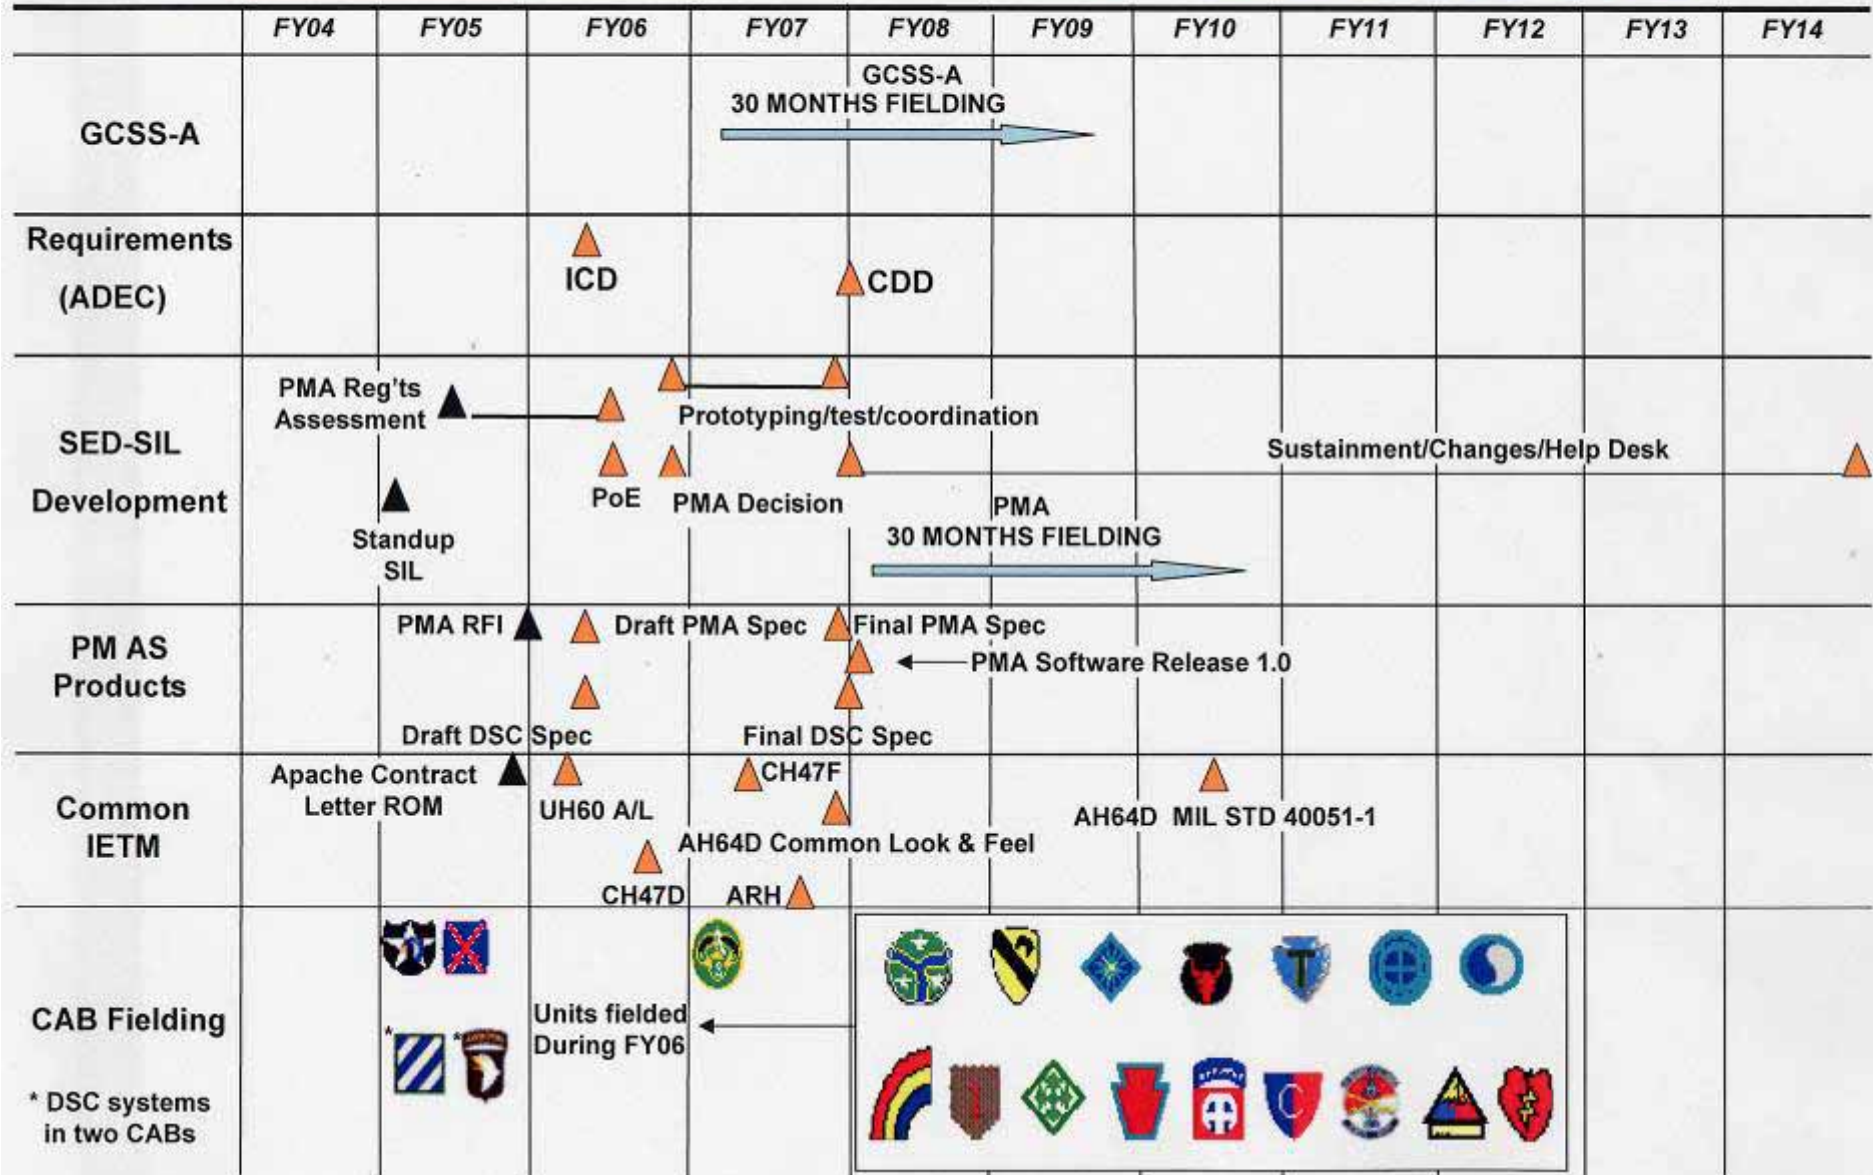 FY04 FY05 FY06 FY07 FY08 FY09 FY10 FY11 FY12 FY13 FY14
GCSS-A
GCSS-A
30 MONTHS FIELDING
Requirements
(ADEC)
ICD
CDD
SED-SIL
Development
PMA Reg'ts
Assessment
Prototyping/test/coordination
Sustainment/Changes/Help Desk
PoE
PMA Decision
Standup
SIL
PMA
30 MONTHS FIELDING
PM AS
Products
PMA RFI
Draft PMA Spec
Final PMA Spec
PMA Software Release 1.0
Draft DSC Spec
Final DSC Spec
Common
IETM
Apache Contract
Letter ROM
UH60 A/L
CH47F
AH64D MIL STD 40051-1
AH64D Common Look & Feel
CH47D
ARH
CAB Fielding
* DSC systems
in two CABs
*
*
Units fielded
During FY06
T
1
C